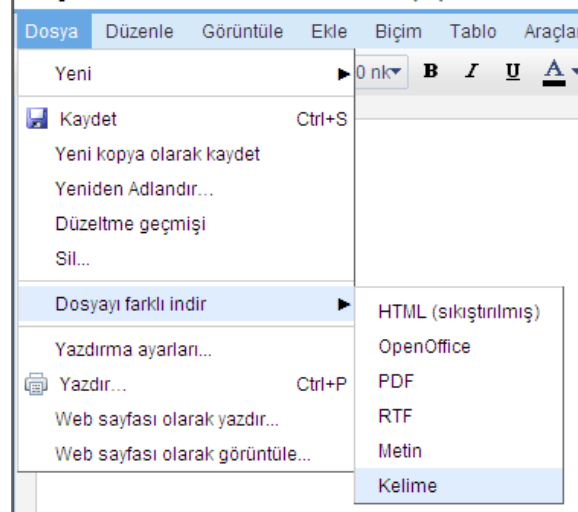 Dosya Düzenle Görüntüle Ekle Biçim Tablo
Yeni
nk B I U A
Kaydet Ctrl+S
Yeni kopya olarak kaydet
Yeniden Adlandır...
Düzeltme geçmişi
Sil...
Dosyayı farklı indir
HTML (sıkıştırılmış)
OpenOffice
PDF
RTF
Metin
Kelime
Yazdırma ayarları...
Yazdır... Ctrl+P
Web sayfası olarak yazdır...
Web sayfası olarak görüntüle...